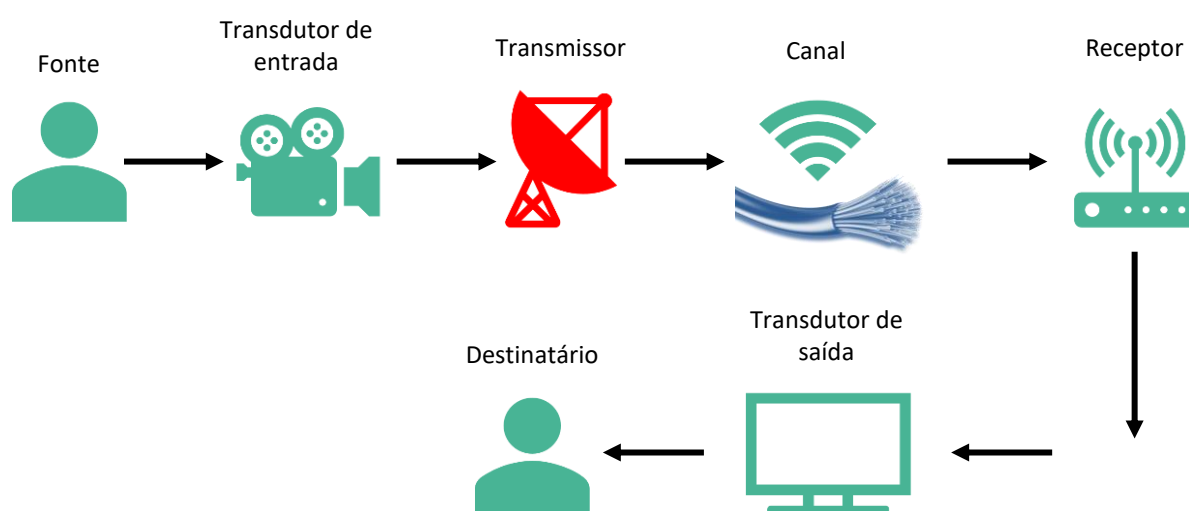 Fonte
Transdutor de
entrada
Transmissor
Canal
Receptor
Transdutor de
saída
Destinatário